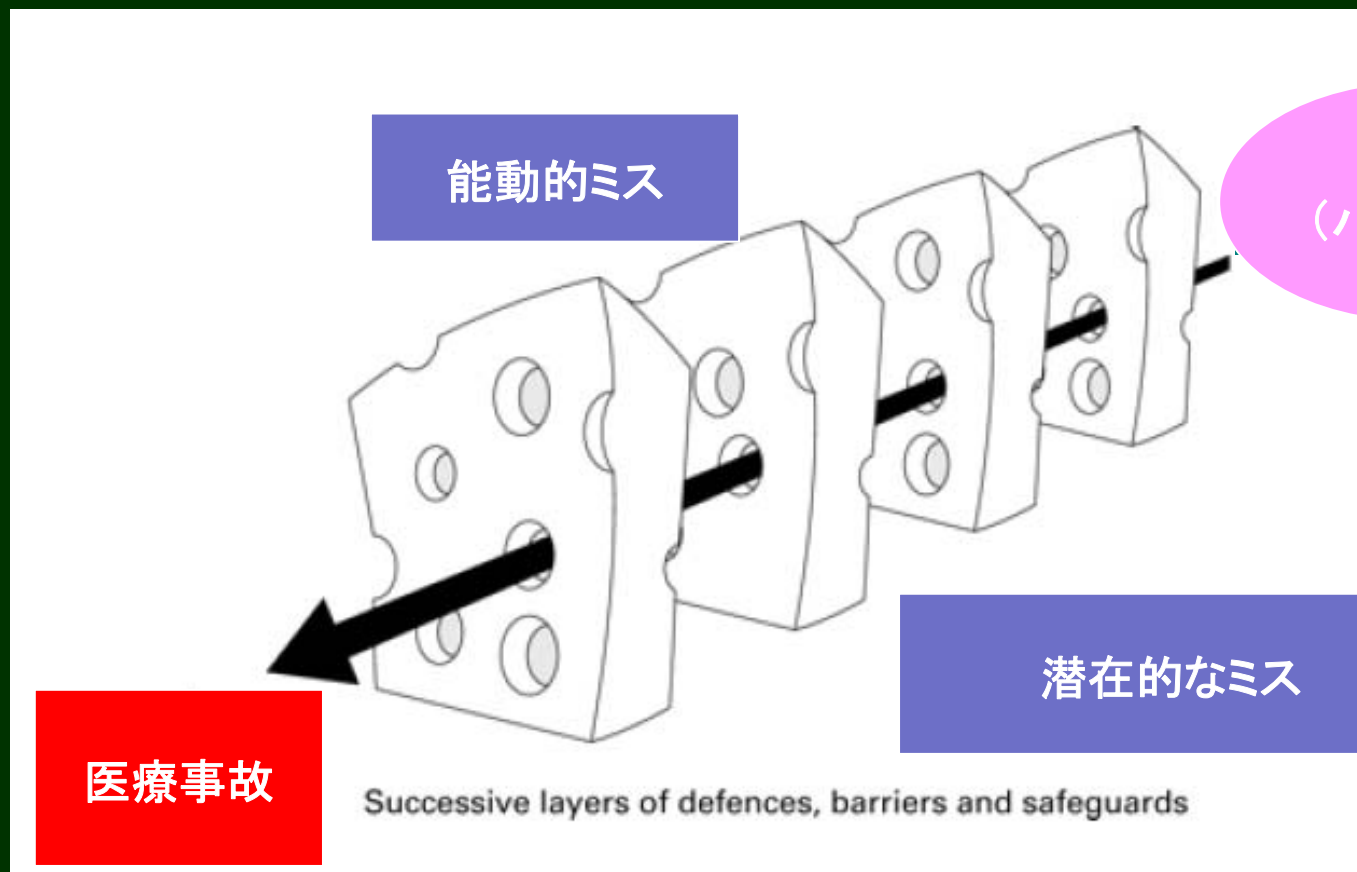 能動的ミス
潜在的なミス
医療事故
Successive layers of defences, barriers and safeguards